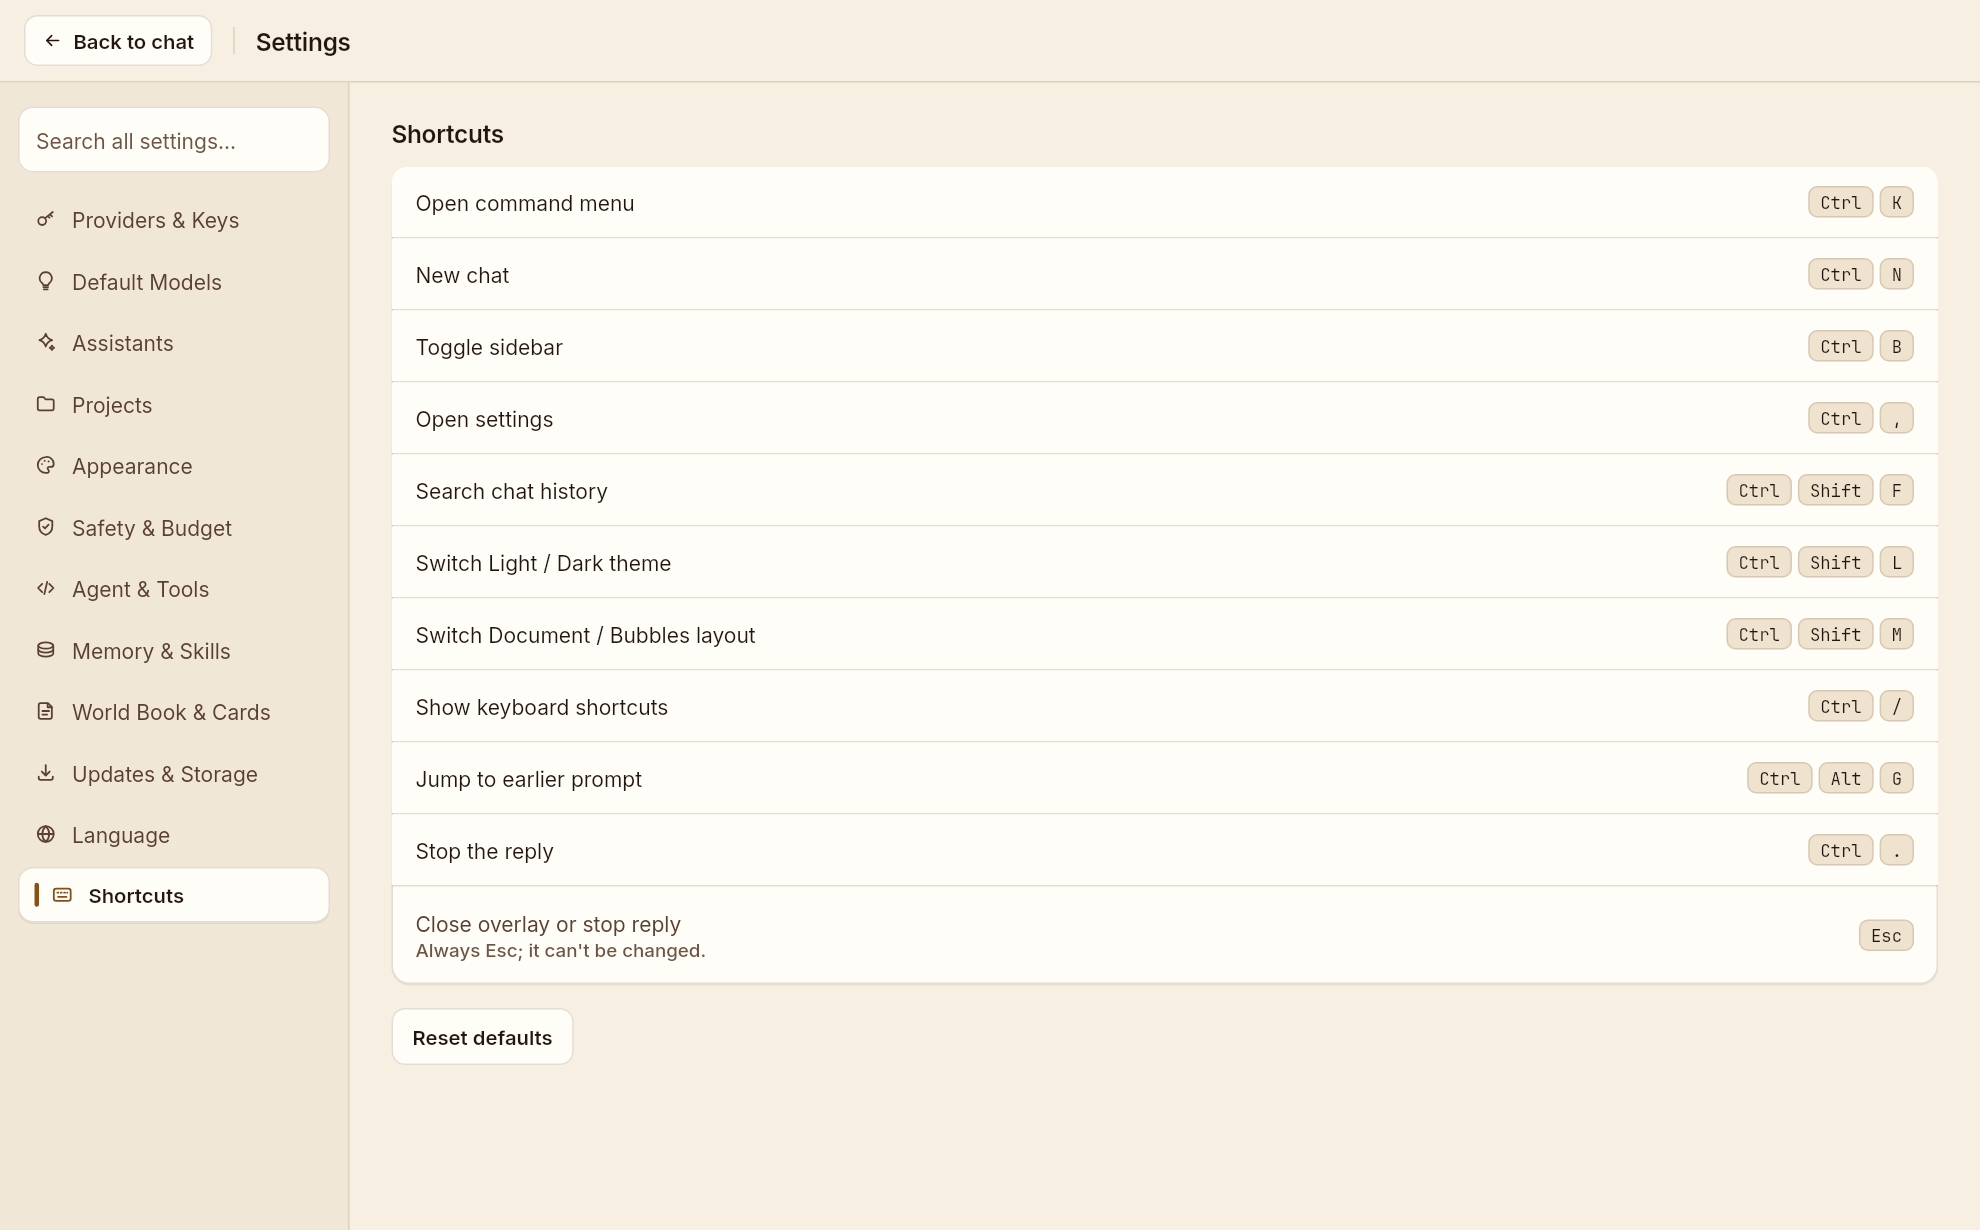 Back to chat
Settings
Search all settings...
Providers & Keys
Default Models
Assistants
Projects
Appearance
Safety & Budget
Agent & Tools
Memory & Skills
World Book & Cards
Updates & Storage
Language
Shortcuts
Shortcuts
Open command menu Ctrl K
New chat Ctrl N
Toggle sidebar Ctrl B
Open settings Ctrl ,
Search chat history Ctrl Shift F
Switch Light / Dark theme Ctrl Shift L
Switch Document / Bubbles layout Ctrl Shift M
Show keyboard shortcuts Ctrl /
Jump to earlier prompt Ctrl Alt G
Stop the reply Ctrl .
Close overlay or stop reply Esc
Always Esc; it can't be changed.
Reset defaults